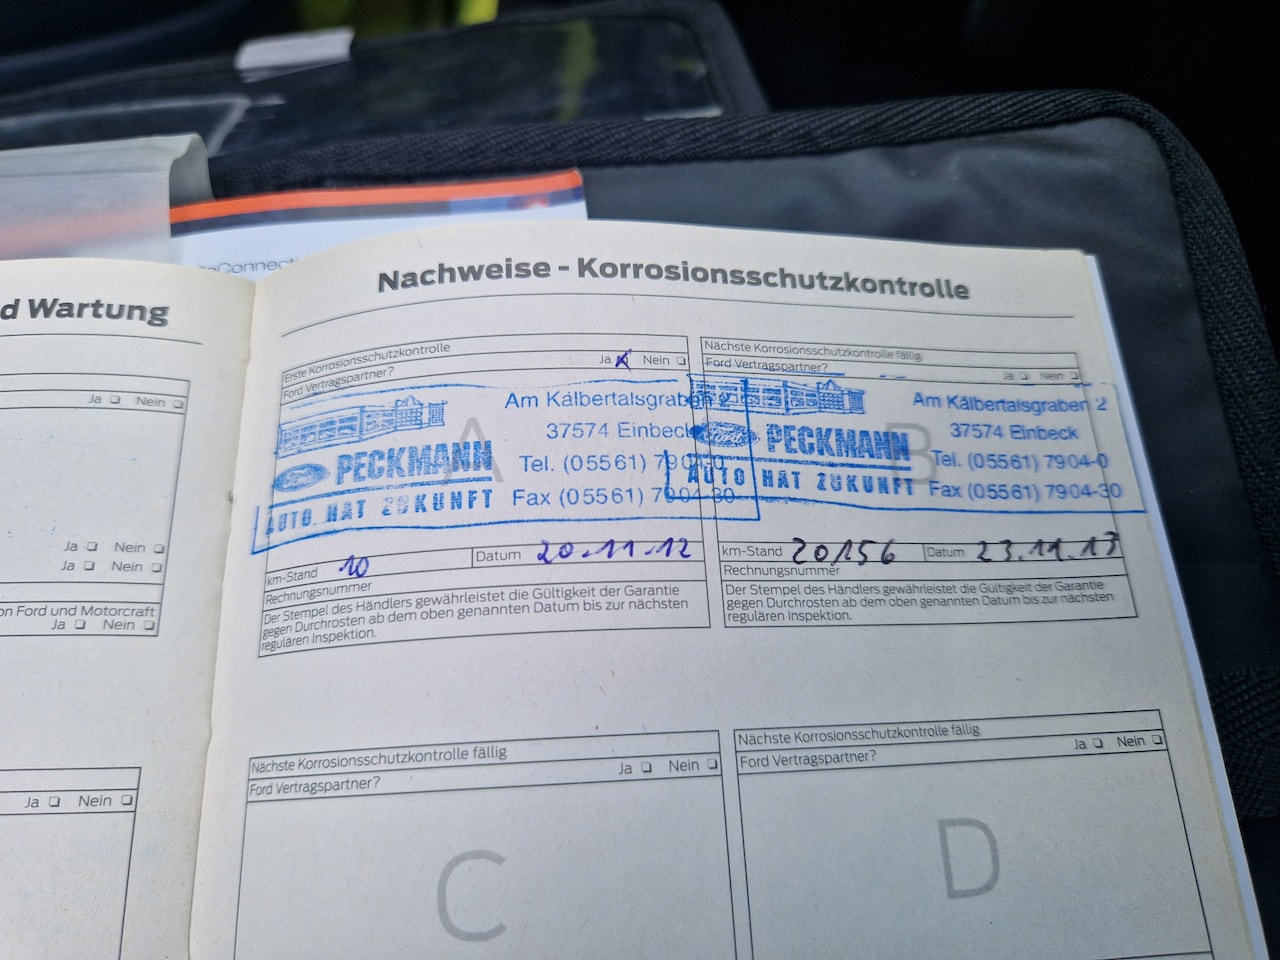 Connect
d Wartung
Ja Nein
Ja Nein
Ja Nein
on Ford und Motorcraft
Ja Nein
Ja Nein
Nachweise - Korrosionsschutzkontrolle
Erste Korrosionsschutzkontrolle
Ford Vertragspartner? Ja Nein
A
Am Kälbertalsgraben 2
37574 Einbeck
Ford PECKMANN
Tel. (05561) 7904-0
AUTO HAT ZUKUNFT
Fax (05561) 7904-30
km-Stand 10 Datum 20.11.12
Rechnungsnummer
Der Stempel des Händlers gewährleistet die Gültigkeit der Garantie
gegen Durchrosten ab dem oben genannten Datum bis zur nächsten
regulären Inspektion.
Nächste Korrosionsschutzkontrolle fällig
Ford Vertragspartner? Ja Nein
B
Am Kälbertalsgraben 2
37574 Einbeck
Ford PECKMANN
Tel. (05561) 7904-0
AUTO HAT ZUKUNFT
Fax (05561) 7904-30
km-Stand 20156 Datum 23.11.13
Rechnungsnummer
Der Stempel des Händlers gewährleistet die Gültigkeit der Garantie
gegen Durchrosten ab dem oben genannten Datum bis zur nächsten
regulären Inspektion.
Nächste Korrosionsschutzkontrolle fällig
Ford Vertragspartner? Ja Nein
C
Nächste Korrosionsschutzkontrolle fällig
Ford Vertragspartner? Ja Nein
D